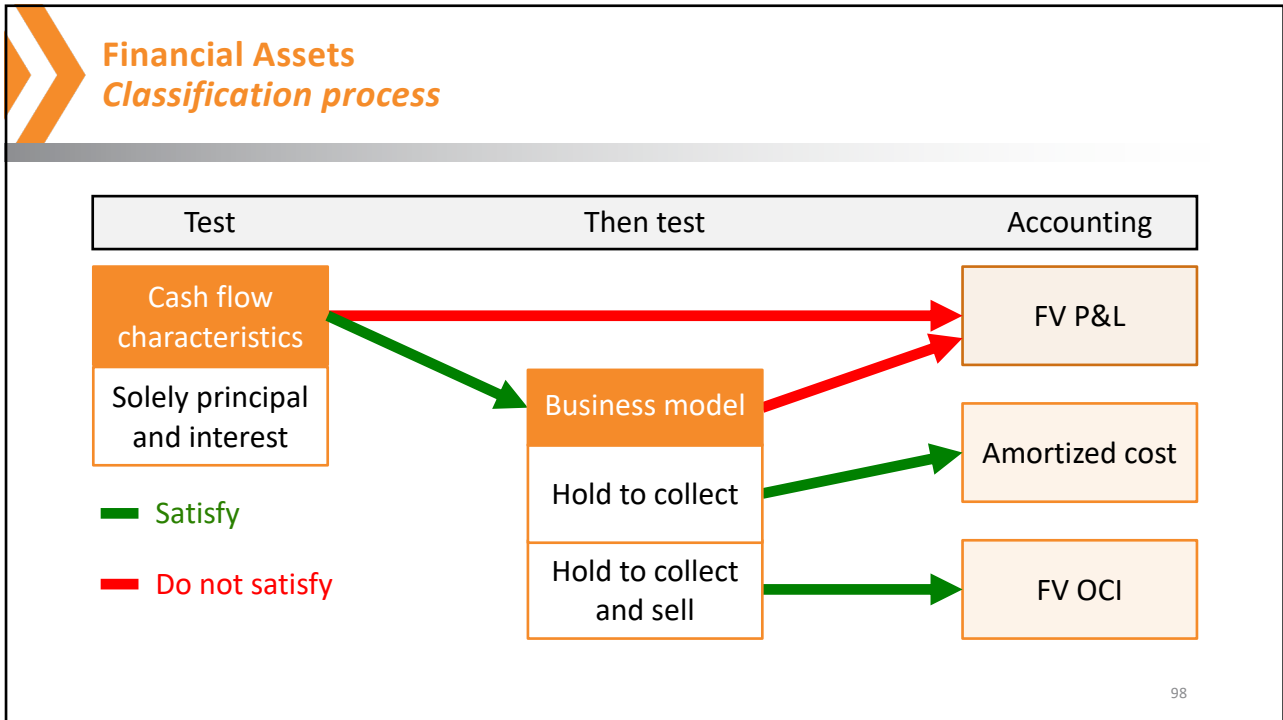 Financial Assets
Classification process
Test Then test Accounting
Cash flow
characteristics
Solely principal
and interest
Satisfy
Do not satisfy
Business model
Hold to collect
Hold to collect
and sell
FV P&L
Amortized cost
FV OCI
98